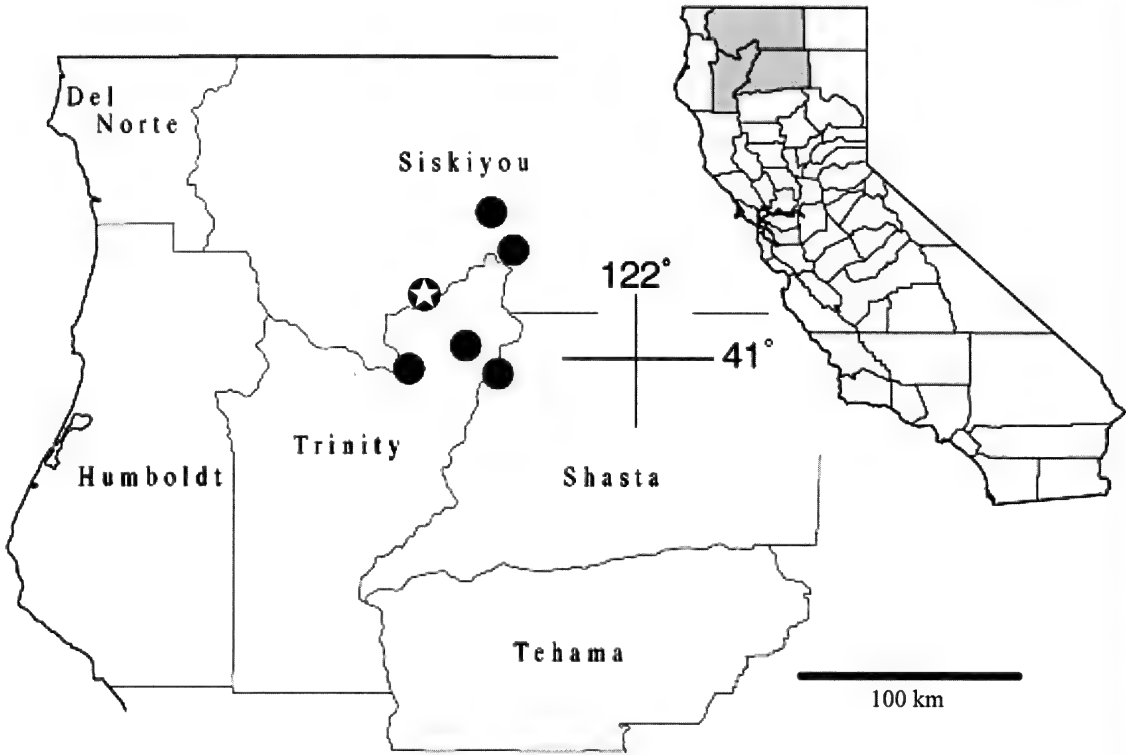 Del
Norte
Siskiyou
122°
41°
Trinity
Humboldt
Shasta
Tehama
100 km